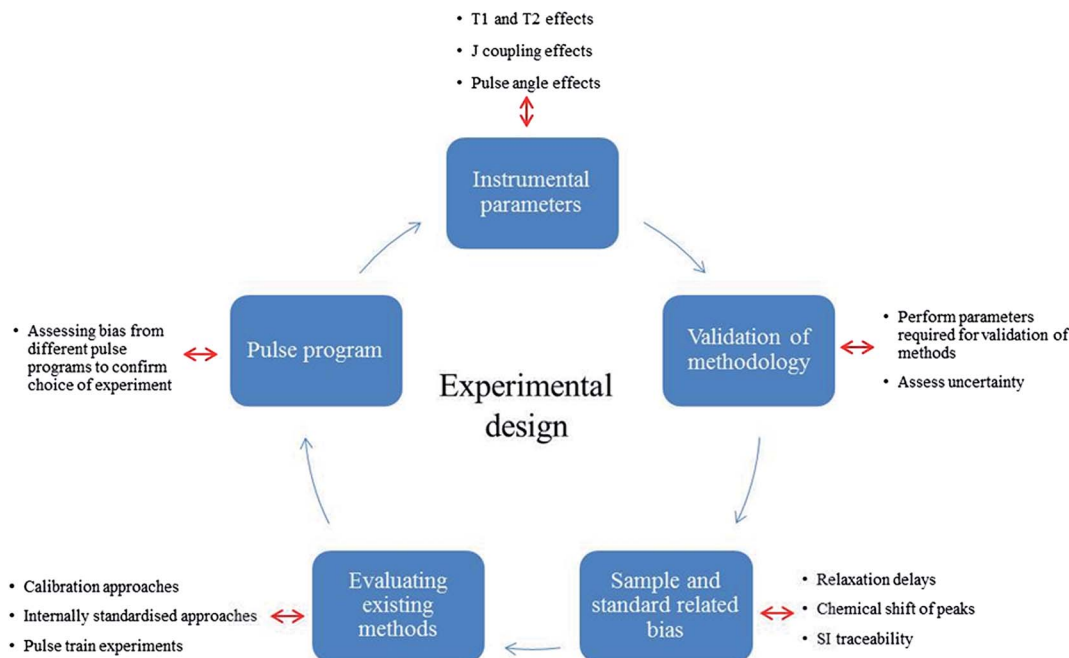 • T1 and T2 effects
• J coupling effects
• Pulse angle effects
Instrumental
parameters
Validation of
methodology
• Perform parameters
required for validation of
methods
• Assess uncertainty
Sample and
standard related
bias
• Relaxation delays
• Chemical shift of peaks
• SI traceability
Evaluating
existing
methods
• Calibration approaches
• Internally standardised approaches
• Pulse train experiments
Pulse program
• Assessing bias from
different pulse
programs to confirm
choice of experiment
Experimental
design